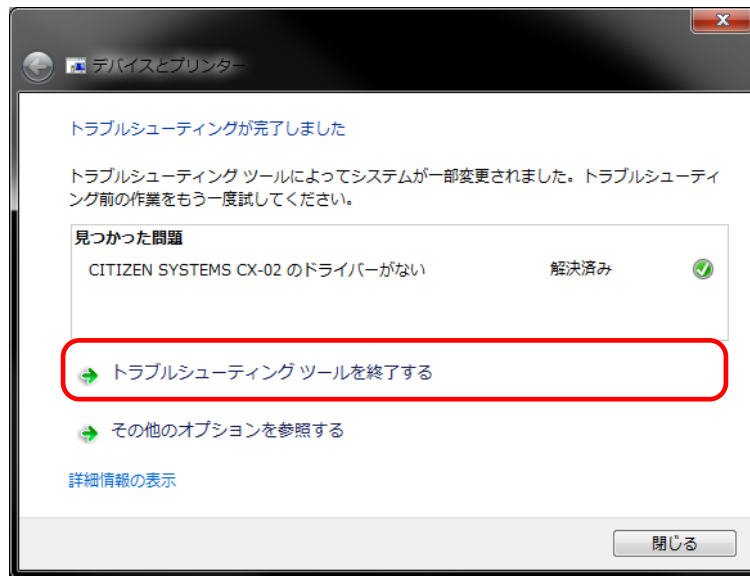 デバイスとプリンター
トラブルシューティングが完了しました
トラブルシューティング ツールによってシステムが一部変更されました。トラブルシューティ
ング前の作業をもう一度試してください。
見つかった問題
CITIZEN SYSTEMS CX-02 のドライバーがない 解決済み
トラブルシューティング ツールを終了する
その他のオプションを参照する
詳細情報の表示
閉じる